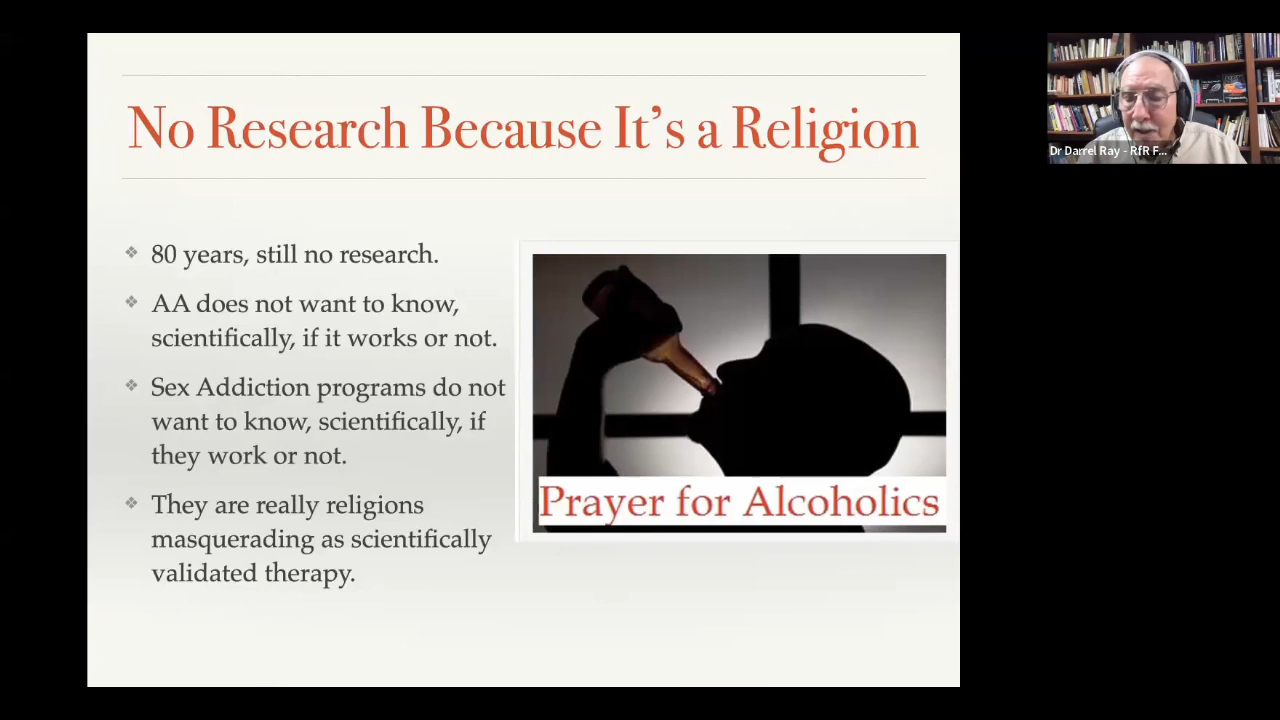 No Research Because It's a Religion
80 years, still no research.
AA does not want to know,
scientifically, if it works or not.
Sex Addiction programs do not
want to know, scientifically, if
they work or not.
They are really religions
masquerading as scientifically
validated therapy.
Prayer for Alcoholics
Dr Darrel Ray - RfR F...